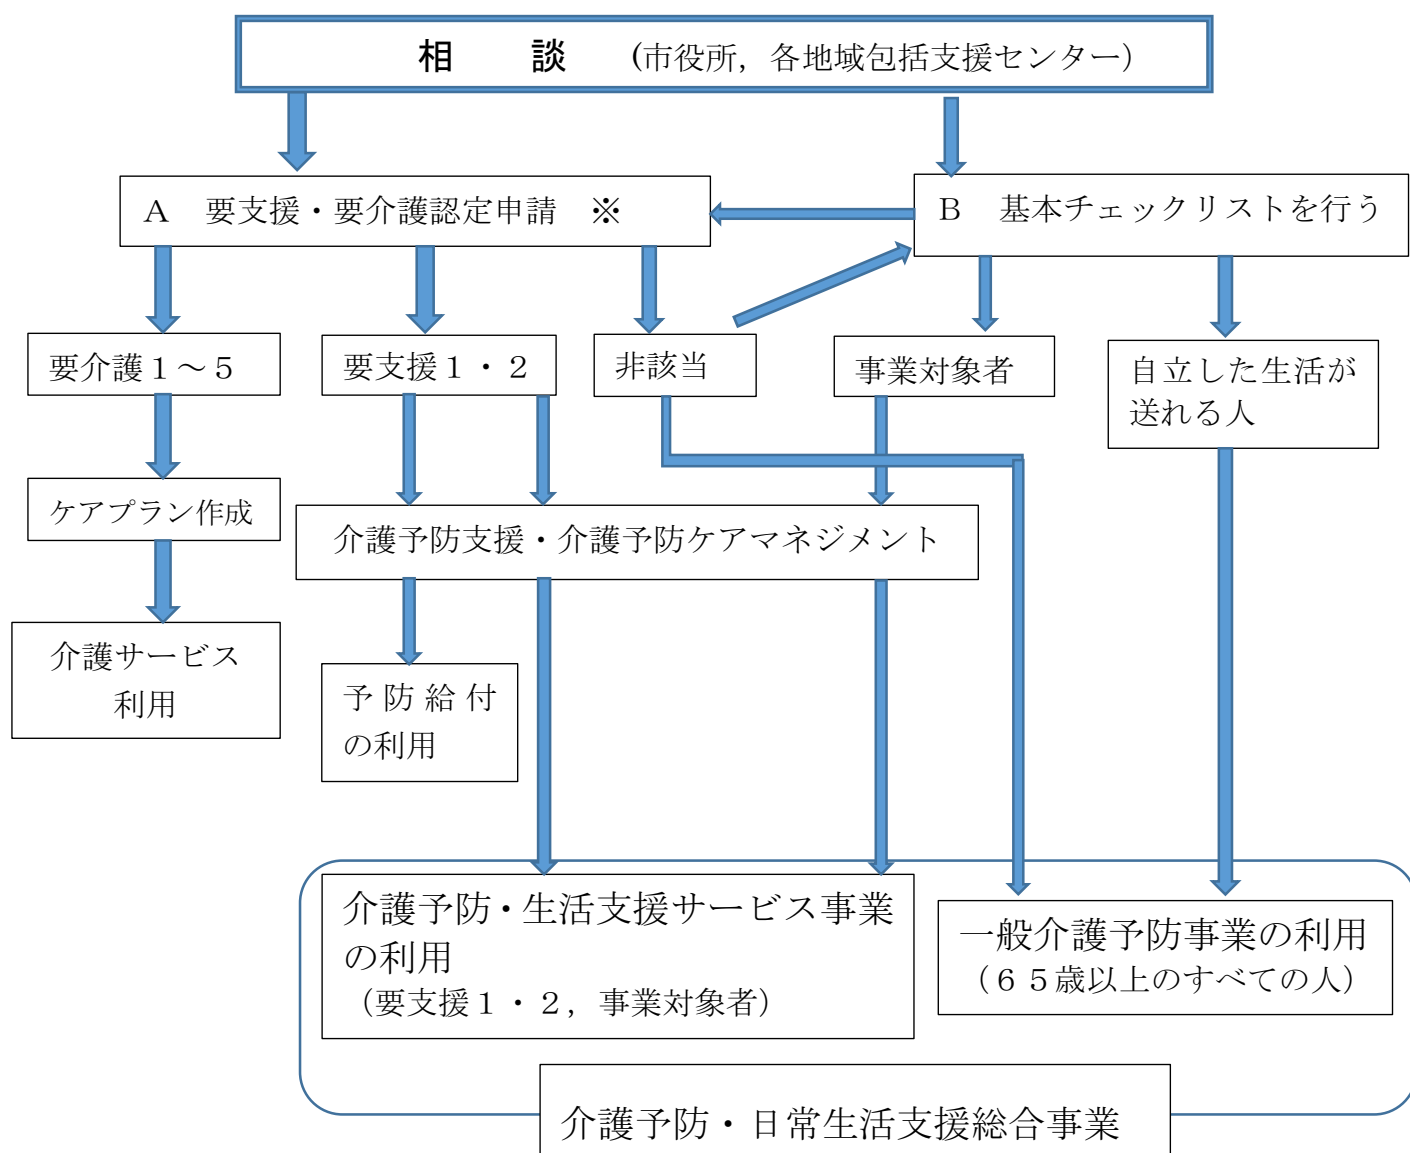 相　　談　　(市役所，各地域包括支援センター)
A　要支援・要介護認定申請　※
B　基本チェックリストを行う
要介護１～５
要支援１・２
非該当
事業対象者
自立した生活が
送れる人
ケアプラン作成
介護予防支援・介護予防ケアマネジメント
介護サービス
利用
予防給付
の利用
介護予防・生活支援サービス事業
の利用
（要支援１・２，事業対象者）
一般介護予防事業の利用
（６５歳以上のすべての人）
介護予防・日常生活支援総合事業